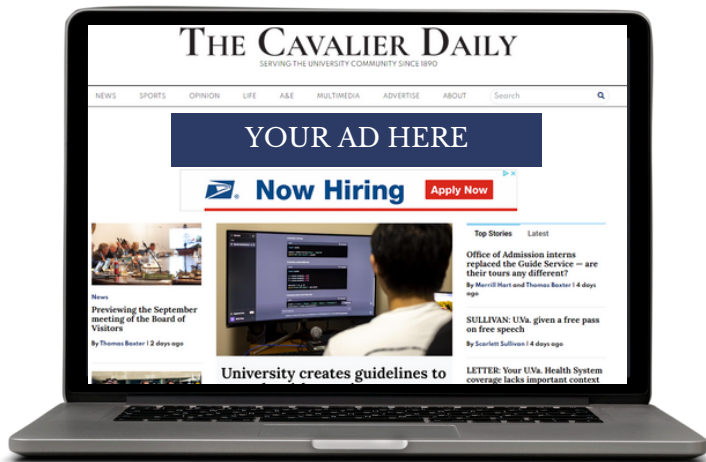 THE CAVALIER DAILY
SERVING THE UNIVERSITY COMMUNITY SINCE 1890
NEWS SPORTS OPINION LIFE A&E MULTIMEDIA ADVERTISE ABOUT Search
YOUR AD HERE
Now Hiring Apply Now
News
Previewing the September
meeting of the Board of
Visitors
By Thomas Baxter | 2 days ago
University creates guidelines to
Top Stories Latest
Office of Admission interns
replaced the Guide Service — are
their tours any different?
By Merrill Hart and Thomas Baxter | 4 days
ago
SULLIVAN: U.Va. given a free pass
on free speech
By Scarlett Sullivan | 4 days ago
LETTER: Your U.Va. Health System
coverage lacks important context